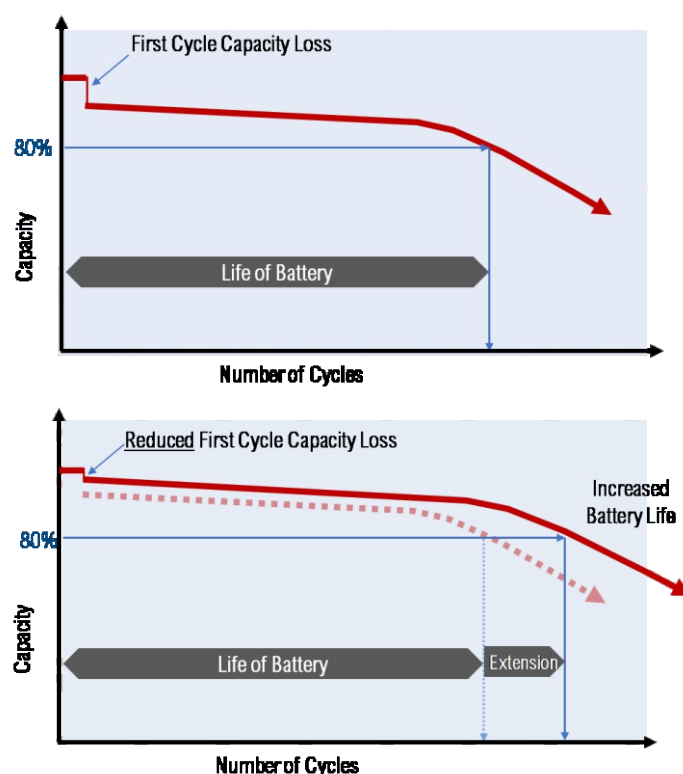 First Cycle Capacity Loss
80%
Capacity
Life of Battery
Number of Cycles
Reduced First Cycle Capacity Loss
Increased
Battery Life
80%
Capacity
Life of Battery
Extension
Number of Cycles